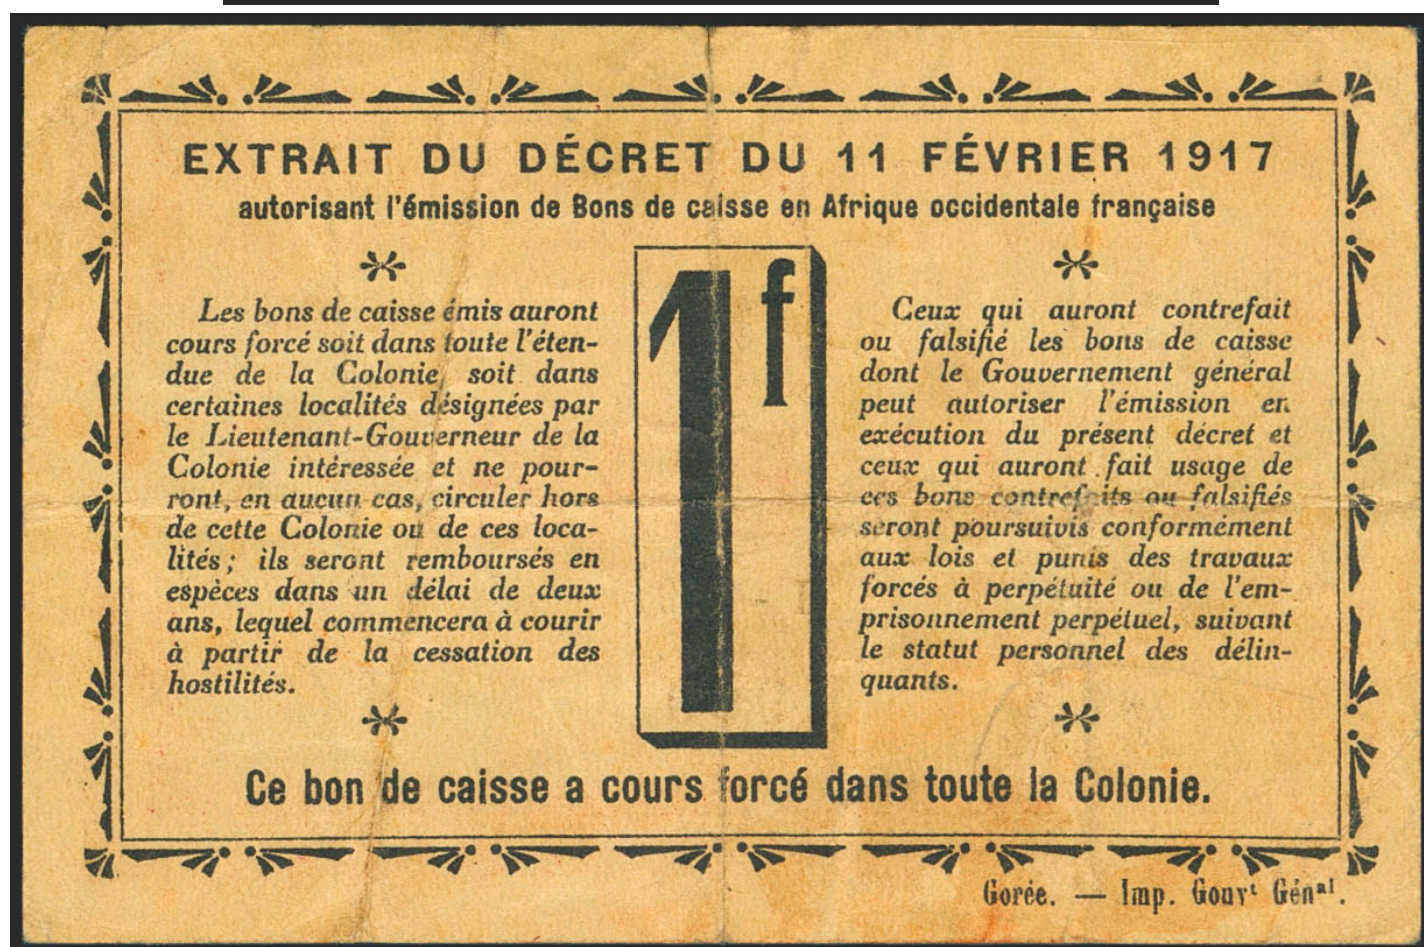 EXTRAIT DU DÉCRET DU 11 FÉVRIER 1917
autorisant l'émission de Bons de caisse en Afrique occidentale française
Les bons de caisse émis auront
cours forcé soit dans toute l'éten-
due de la Colonie, soit dans
certaines localités désignées par
le Lieutenant-Gouverneur de la
Colonie intéressée et ne pour-
ront, en aucun cas, circuler hors
de cette Colonie ou de ces loca-
lités; ils seront remboursés en
espèces dans un délai de deux
ans, lequel commencera à courir
à partir de la cessation des
hostilités.
1f
Ceux qui auront contrefait
ou falsifié les bons de caisse
dont le Gouvernement général
peut autoriser l'émission en
exécution du présent décret et
ceux qui auront fait usage de
ces bons contrefaits ou falsifiés
seront poursuivis conformément
aux lois et punis des travaux
forcés à perpétuité ou de l'em-
prisonnement perpétuel, suivant
le statut personnel des délin-
quants.
Ce bon de caisse a cours forcé dans toute la Colonie.
Gorée. — Imp. Gouvt Génal.